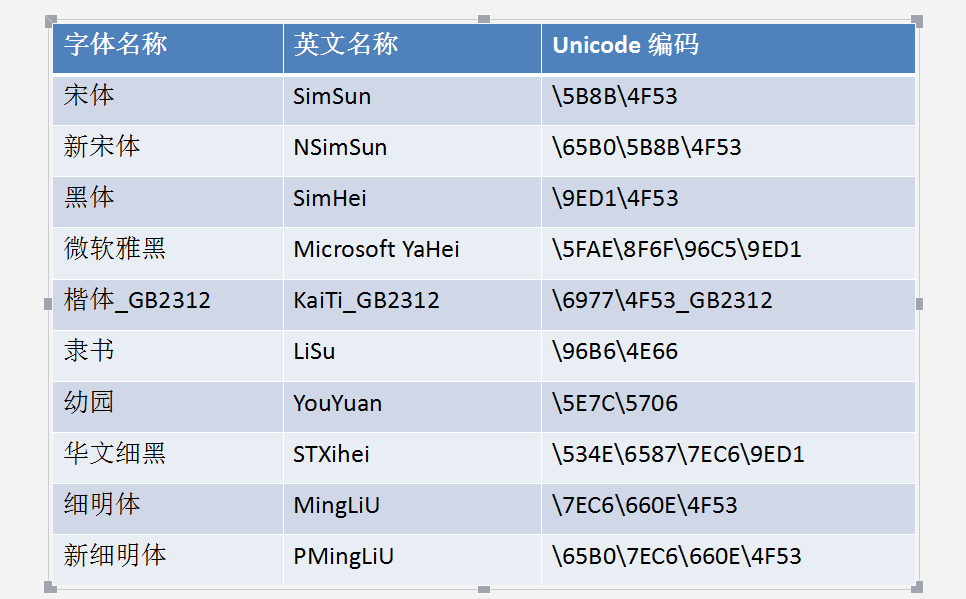 字体名称 英文名称 Unicode 编码
宋体 SimSun \5B8B\4F53
新宋体 NSimSun \65B0\5B8B\4F53
黑体 SimHei \9ED1\4F53
微软雅黑 Microsoft YaHei \5FAE\8F6F\96C5\9ED1
楷体_GB2312 KaiTi_GB2312 \6977\4F53_GB2312
隶书 LiSu \96B6\4E66
幼园 YouYuan \5E7C\5706
华文细黑 STXihei \534E\6587\7EC6\9ED1
细明体 MingLiU \7EC6\660E\4F53
新细明体 PMingLiU \65B0\7EC6\660E\4F53